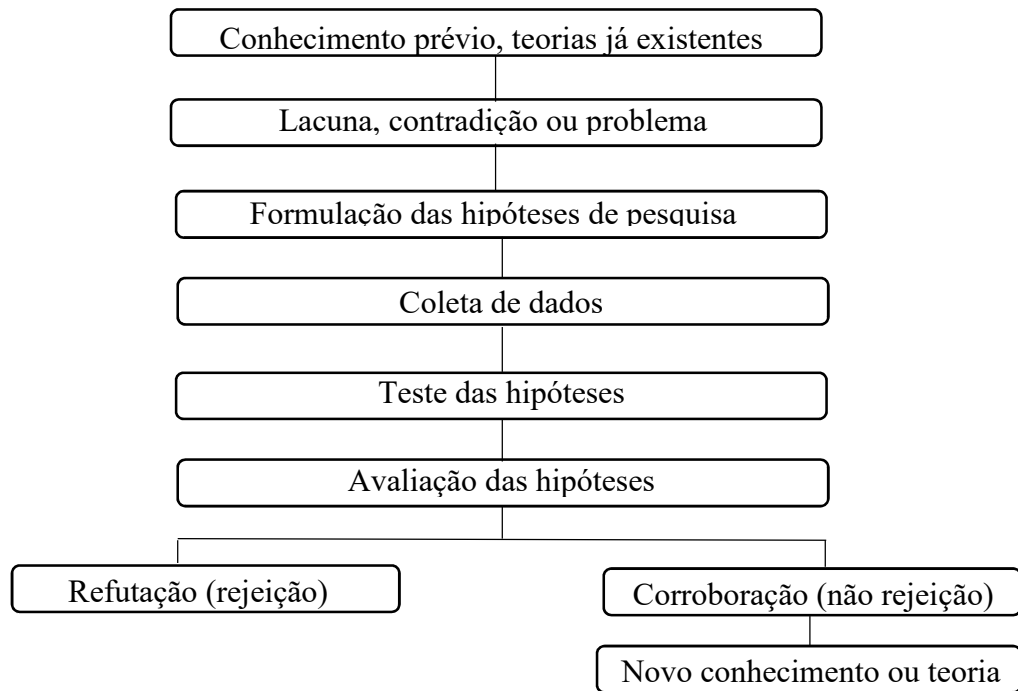 Conhecimento prévio, teorias já existentes
Lacuna, contradição ou problema
Formulação das hipóteses de pesquisa
Coleta de dados
Teste das hipóteses
Avaliação das hipóteses
Refutação (rejeição)
Corroboração (não rejeição)
Novo conhecimento ou teoria